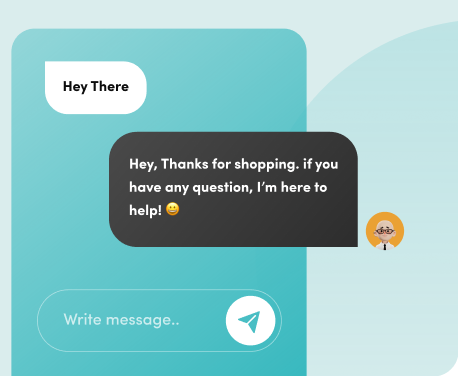 Hey There
Hey, Thanks for shopping. if you
have any question, I’m here to
help! 😀
Write message..